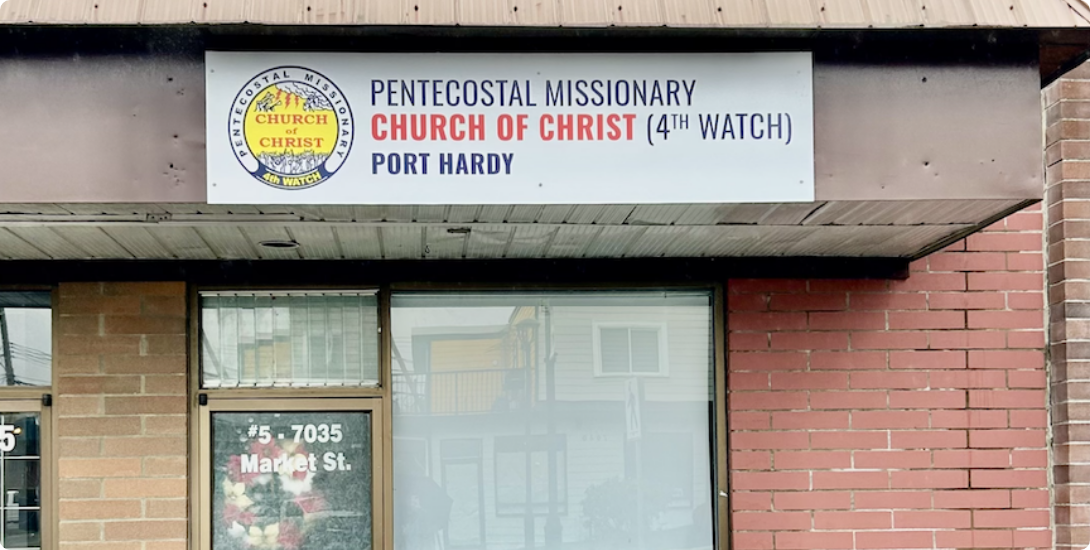 PENTECOSTAL MISSIONARY
CHURCH
of
CHRIST
4th WATCH
PENTECOSTAL MISSIONARY
CHURCH OF CHRIST (4TH WATCH)
PORT HARDY
5
#5 - 7035
Market St.